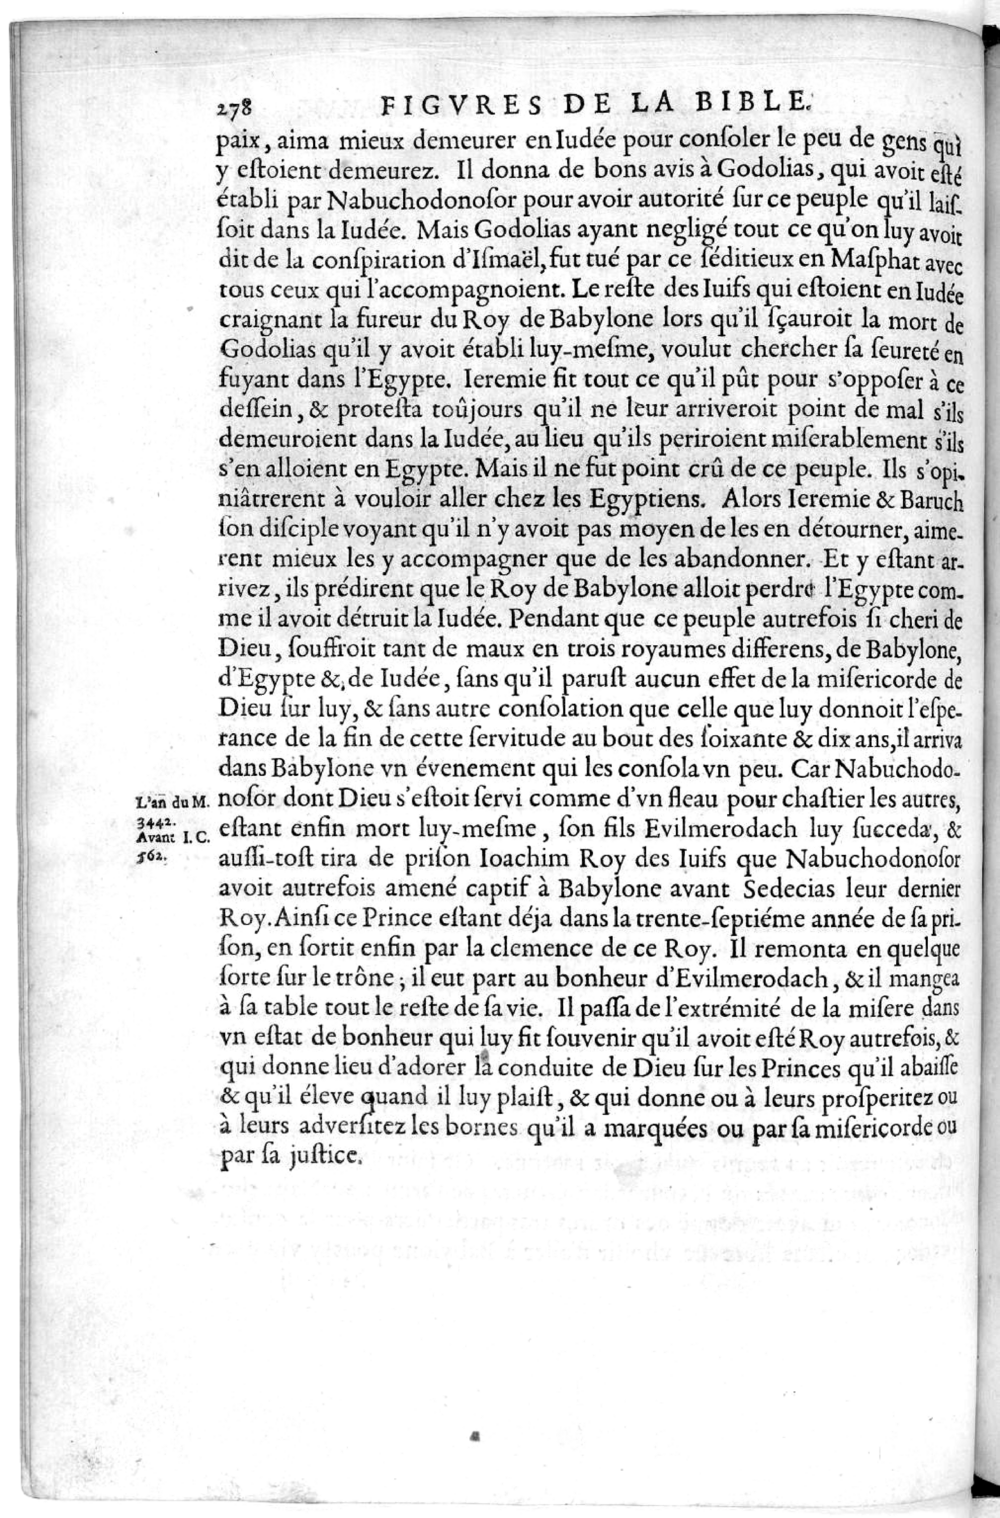 278 FIGVRES DE LA BIBLE.
paix, aima mieux demeurer en Iudée pour conſoler le peu de gens qui
y eſtoient demeurez. Il donna de bons avis à Godolias, qui avoit eſté
établi par Nabuchodonoſor pour avoir autorité ſur ce peuple qu'il laiſ-
ſoit dans la Iudée. Mais Godolias ayant negligé tout ce qu'on luy avoit
dit de la conſpiration d'Iſmaël, fut tué par ce ſéditieux en Maſphat avec
tous ceux qui l'accompagnoient. Le reſte des Iuifs qui eſtoient en Iudée
craignant la fureur du Roy de Babylone lors qu'il ſçauroit la mort de
Godolias qu'il y avoit établi luy-meſme, voulut chercher ſa ſeureté en
fuyant dans l'Egypte. Ieremie fit tout ce qu'il pût pour s'oppoſer à ce
deſſein, & proteſta toûjours qu'il ne leur arriveroit point de mal s'ils
demeuroient dans la Iudée, au lieu qu'ils periroient miſerablement s'ils
s'en alloient en Egypte. Mais il ne fut point crû de ce peuple. Ils s'opi-
niâtrerent à vouloir aller chez les Egyptiens. Alors Ieremie & Baruch
ſon diſciple voyant qu'il n'y avoit pas moyen de les en détourner, aime-
rent mieux les y accompagner que de les abandonner. Et y eſtant ar-
rivez, ils prédirent que le Roy de Babylone alloit perdre l'Egypte com-
me il avoit détruit la Iudée. Pendant que ce peuple autrefois ſi cheri de
Dieu, ſouffroit tant de maux en trois royaumes differens, de Babylone,
d'Egypte & de Iudée, ſans qu'il paruſt aucun effet de la miſericorde de
Dieu ſur luy, & ſans autre conſolation que celle que luy donnoit l'eſpe-
rance de la fin de cette ſervitude au bout des ſoixante & dix ans, il arriva
dans Babylone vn évenement qui les conſola vn peu. Car Nabuchodo-
noſor dont Dieu s'eſtoit ſervi comme d'vn fleau pour chaſtier les autres,
eſtant enfin mort luy-meſme, ſon fils Evilmerodach luy ſucceda, &
auſſi-toſt tira de priſon Ioachim Roy des Iuifs que Nabuchodonoſor
avoit autrefois amené captif à Babylone avant Sedecias leur dernier
Roy. Ainſi ce Prince eſtant déja dans la trente-ſeptiéme année de ſa pri-
ſon, en ſortit enfin par la clemence de ce Roy. Il remonta en quelque
ſorte ſur le trône ; il eut part au bonheur d'Evilmerodach, & il mangea
à ſa table tout le reſte de ſa vie. Il paſſa de l'extrémité de la miſere dans
vn eſtat de bonheur qui luy fit ſouvenir qu'il avoit eſté Roy autrefois, &
qui donne lieu d'adorer la conduite de Dieu ſur les Princes qu'il abaiſſe
& qu'il éleve quand il luy plaiſt, & qui donne ou à leurs proſperitez ou
à leurs adverſitez les bornes qu'il a marquées ou par ſa miſericorde ou
par ſa juſtice.
L'an du M.
3442.
Avant I. C.
562.